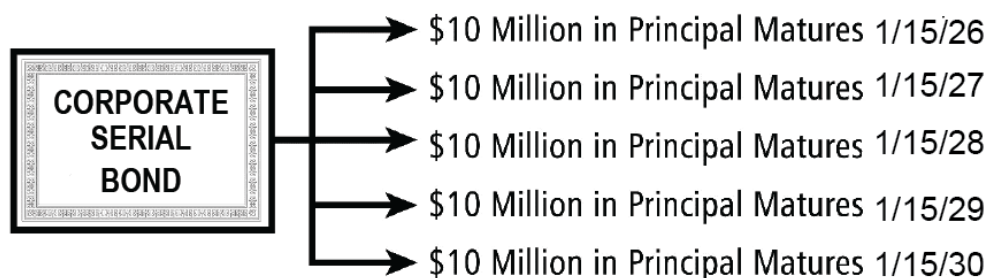 CORPORATE
SERIAL
BOND
$10 Million in Principal Matures 1/15/26
$10 Million in Principal Matures 1/15/27
$10 Million in Principal Matures 1/15/28
$10 Million in Principal Matures 1/15/29
$10 Million in Principal Matures 1/15/30